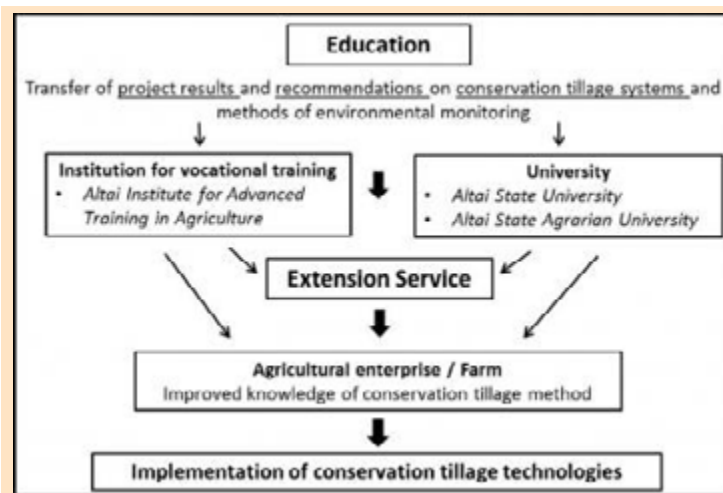 Education
Transfer of project results and recommendations on conservation tillage systems and
methods of environmental monitoring
Institution for vocational training
• Altai Institute for Advanced
Training in Agriculture
University
• Altai State University
• Altai State Agrarian University
Extension Service
Agricultural enterprise / Farm
Improved knowledge of conservation tillage method
Implementation of conservation tillage technologies